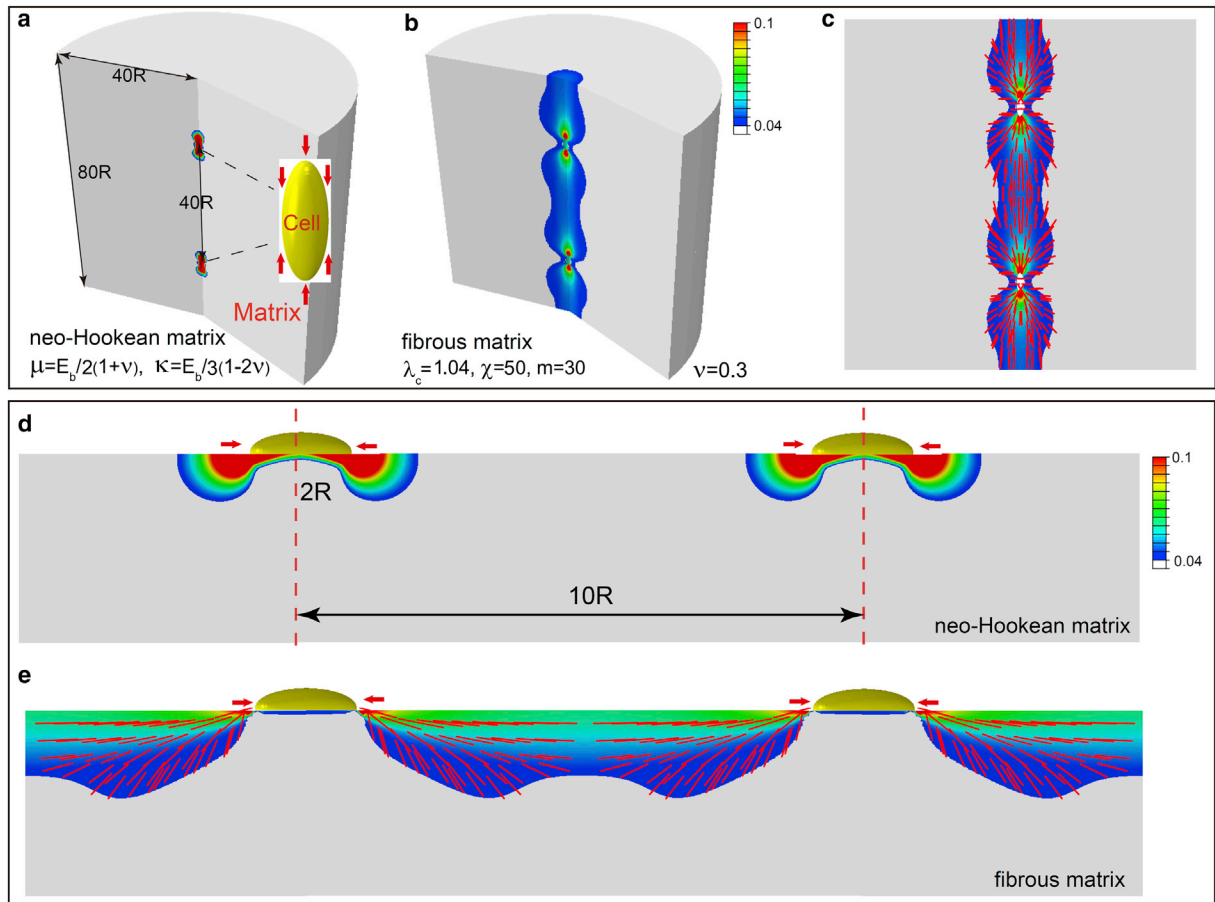 a
40R
80R
40R
Cell
Matrix
neo-Hookean matrix
μ=E_b/2(1+ν), κ=E_b/3(1-2ν)
b
0.1
0.04
fibrous matrix
λ_c=1.04, χ=50, m=30
ν=0.3
c
d
2R
10R
0.1
0.04
neo-Hookean matrix
e
fibrous matrix